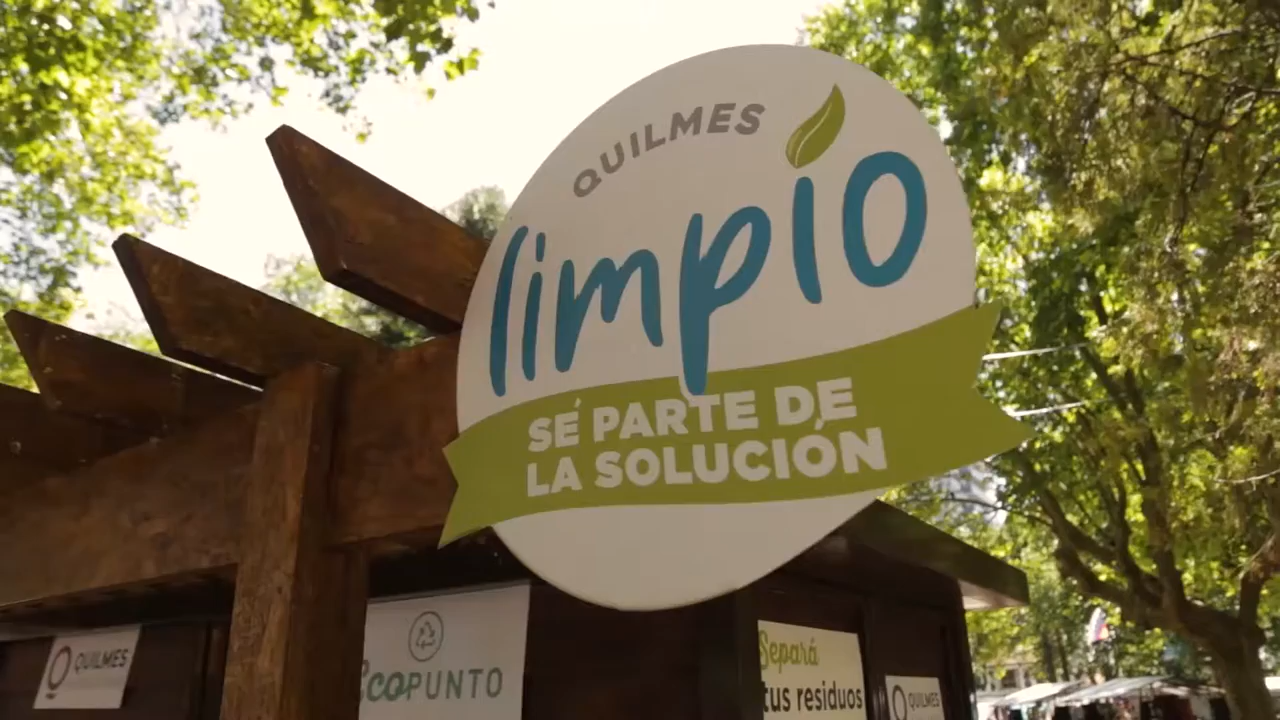 QUILMES
limpio
SÉ PARTE DE
LA SOLUCIÓN
QUILMES
ECOPUNTO
Separá
tus residuos
QUILMES